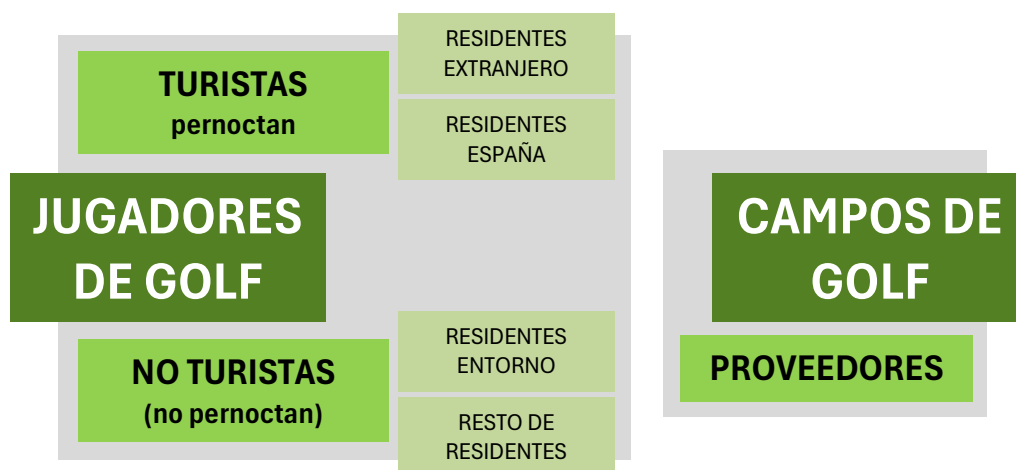 JUGADORES
DE GOLF
TURISTAS
pernoctan
RESIDENTES
EXTRANJERO
RESIDENTES
ESPAÑA
NO TURISTAS
(no pernoctan)
RESIDENTES
ENTORNO
RESTO DE
RESIDENTES
CAMPOS DE
GOLF
PROVEEDORES